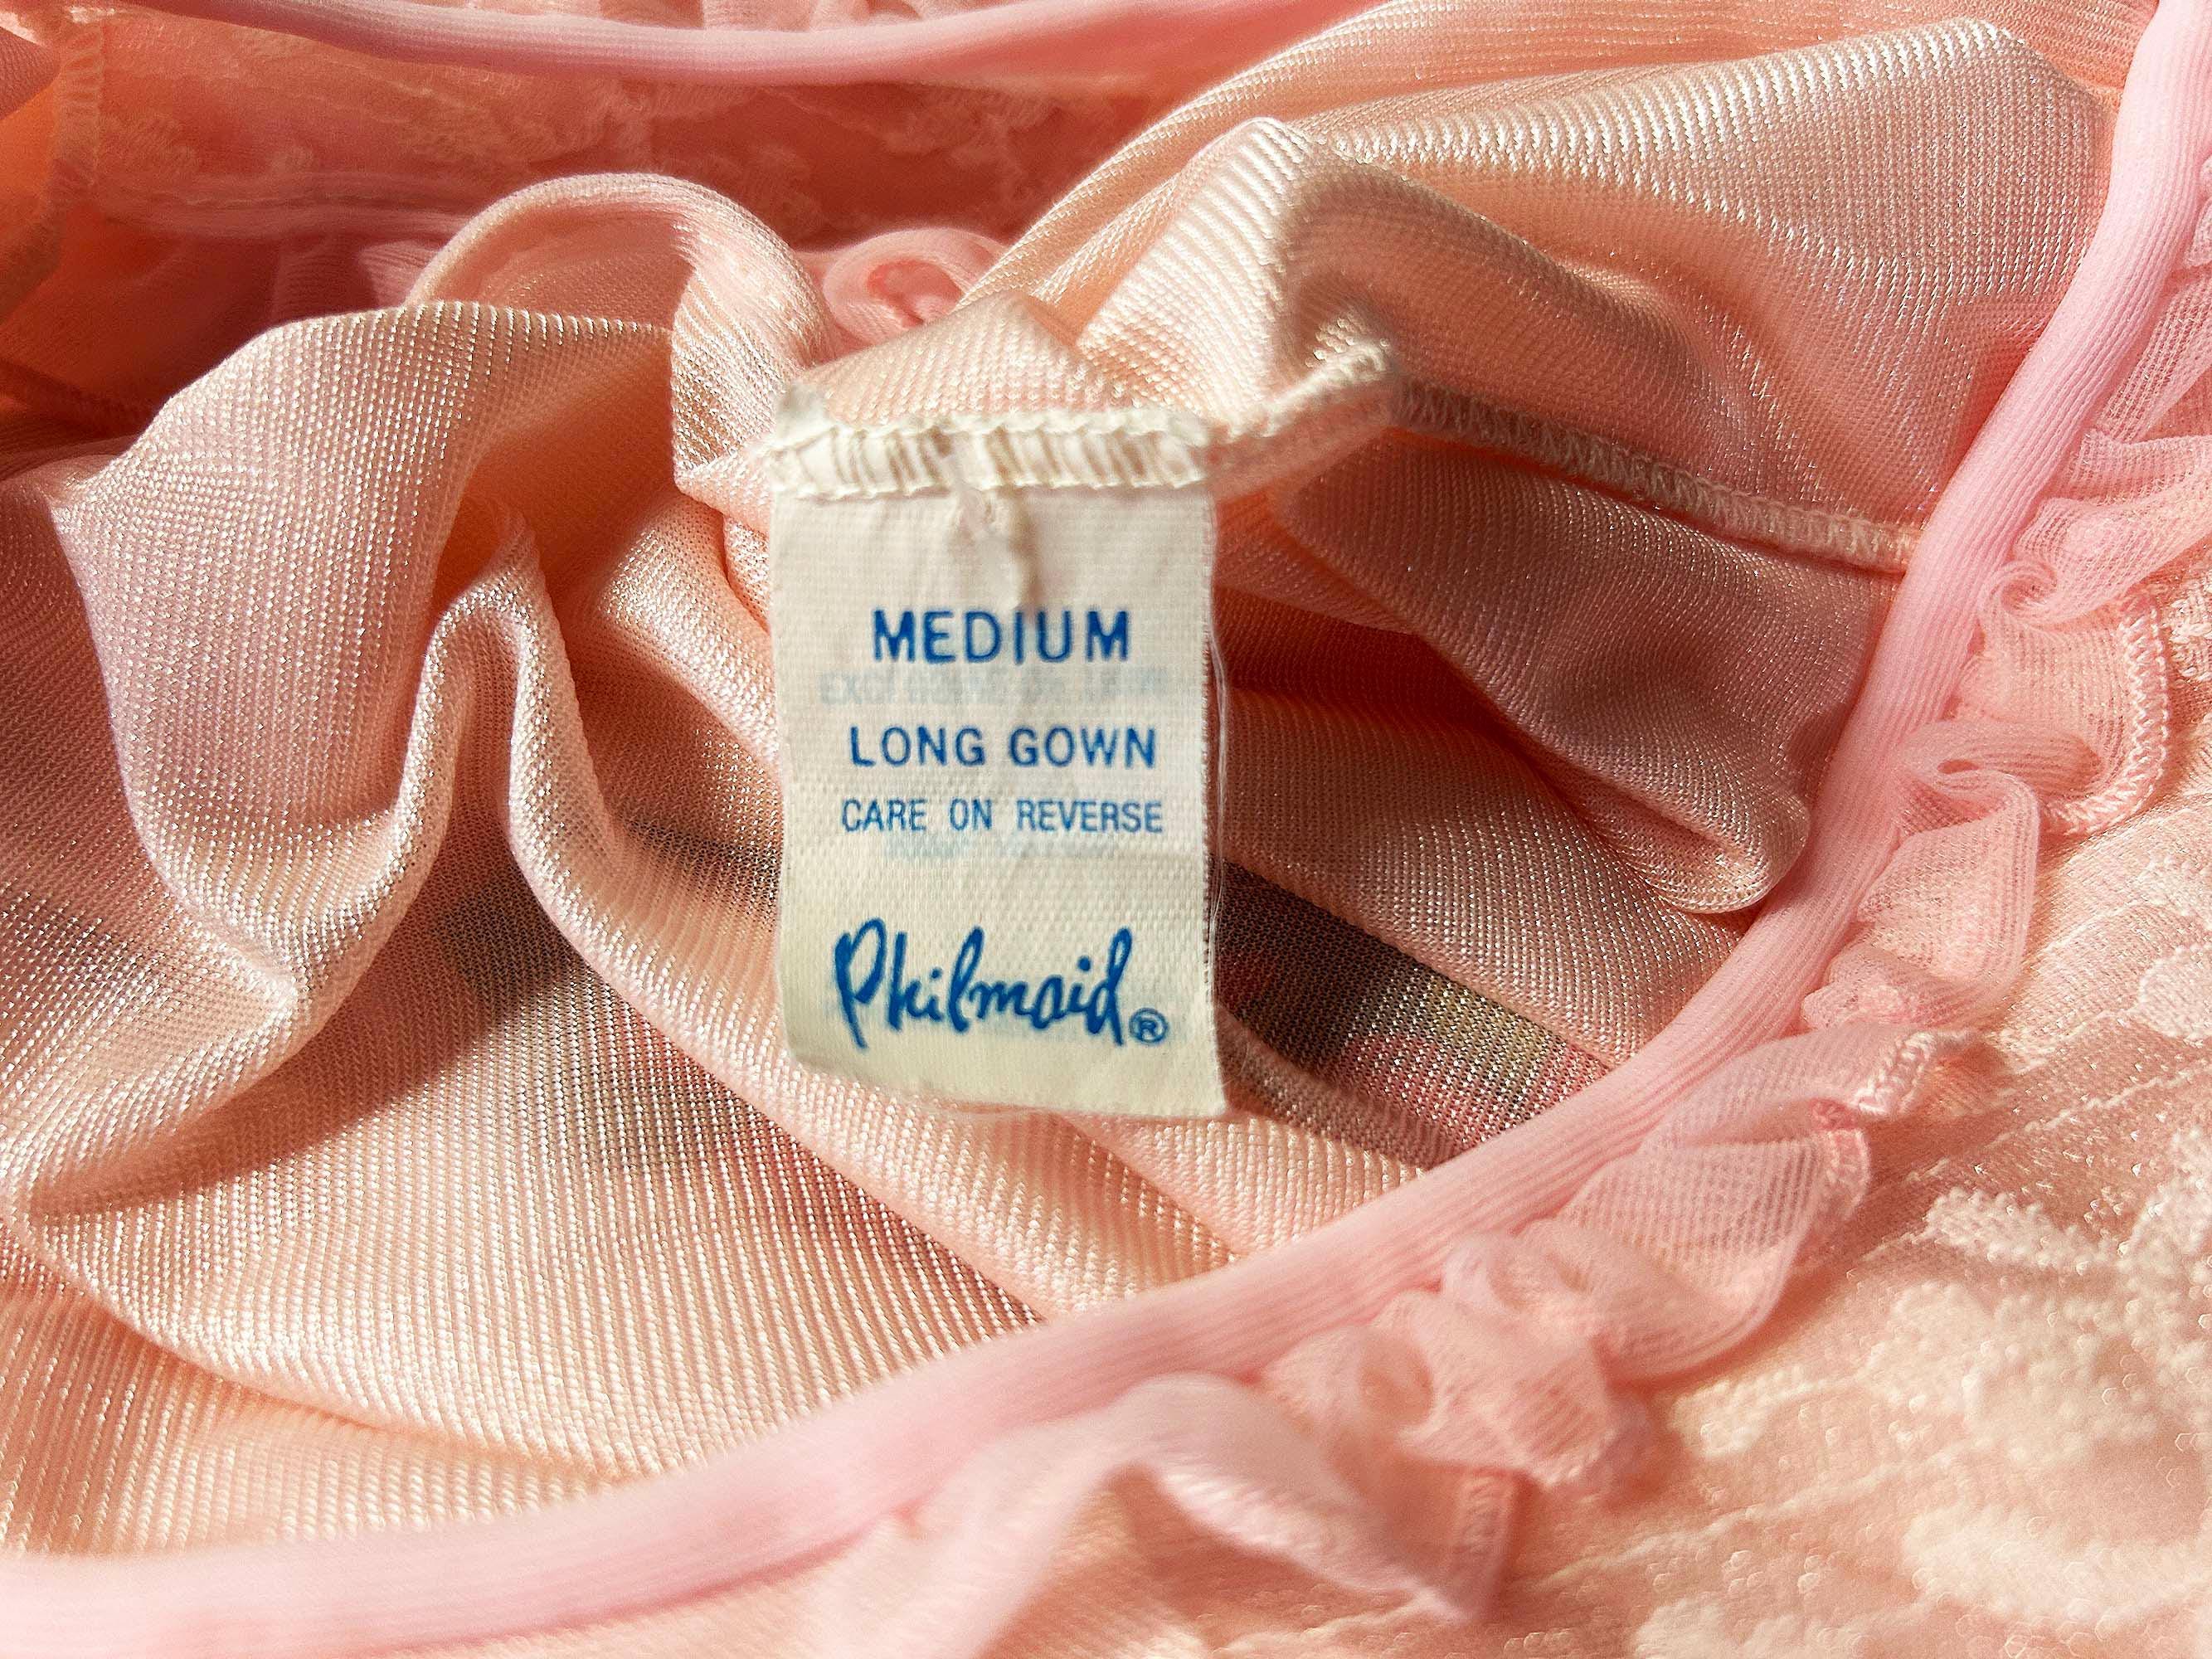 MEDIUM
LONG GOWN
CARE ON REVERSE
Philmaid®